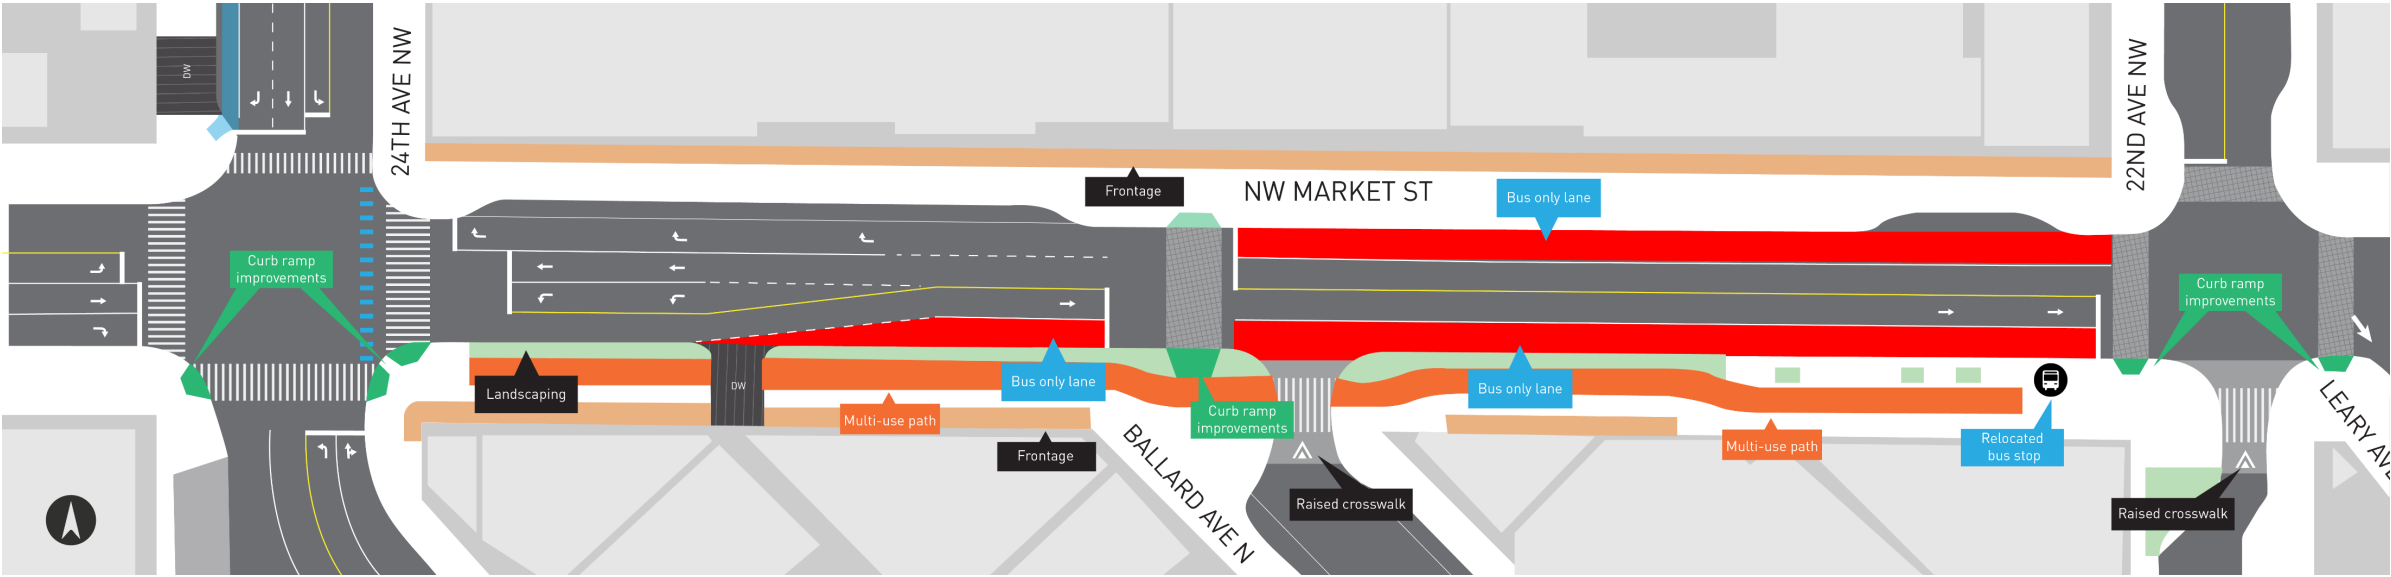 DW
24TH AVE NW
22ND AVE NW
Frontage
NW MARKET ST
Bus only lane
Curb ramp
improvements
Curb ramp
improvements
Landscaping
DW
Multi-use path
Bus only lane
Frontage
Curb ramp
improvements
Bus only lane
Multi-use path
Relocated
bus stop
BALLARD AVE N
Raised crosswalk
Raised crosswalk
LEARY AVE